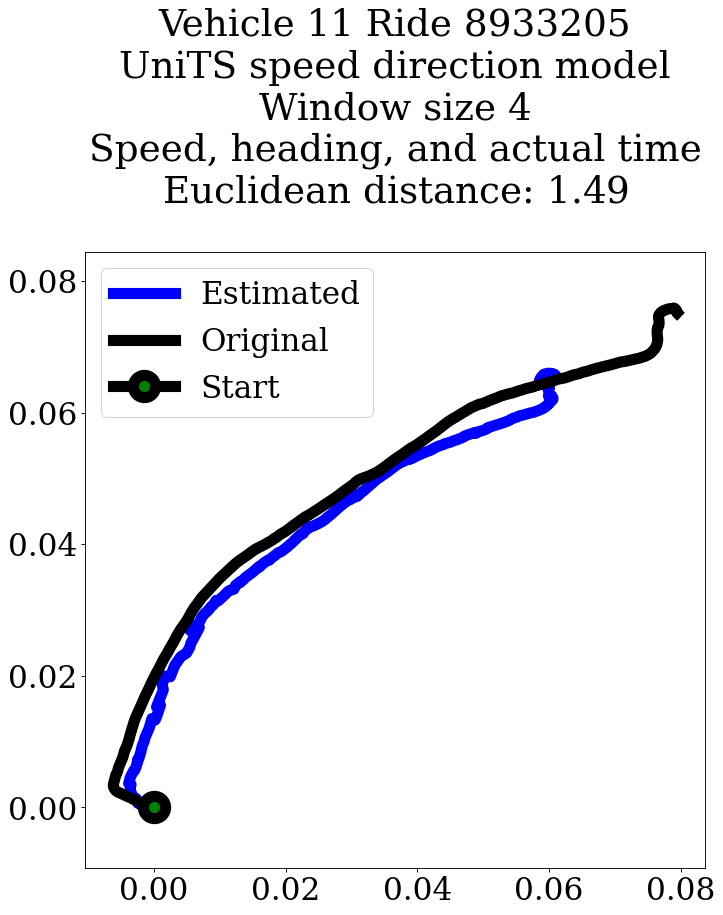 Vehicle 11 Ride 8933205
UniTS speed direction model
Window size 4
Speed, heading, and actual time
Euclidean distance: 1.49
Estimated
Original
Start
0.08
0.06
0.04
0.02
0.00
0.00 0.02 0.04 0.06 0.08